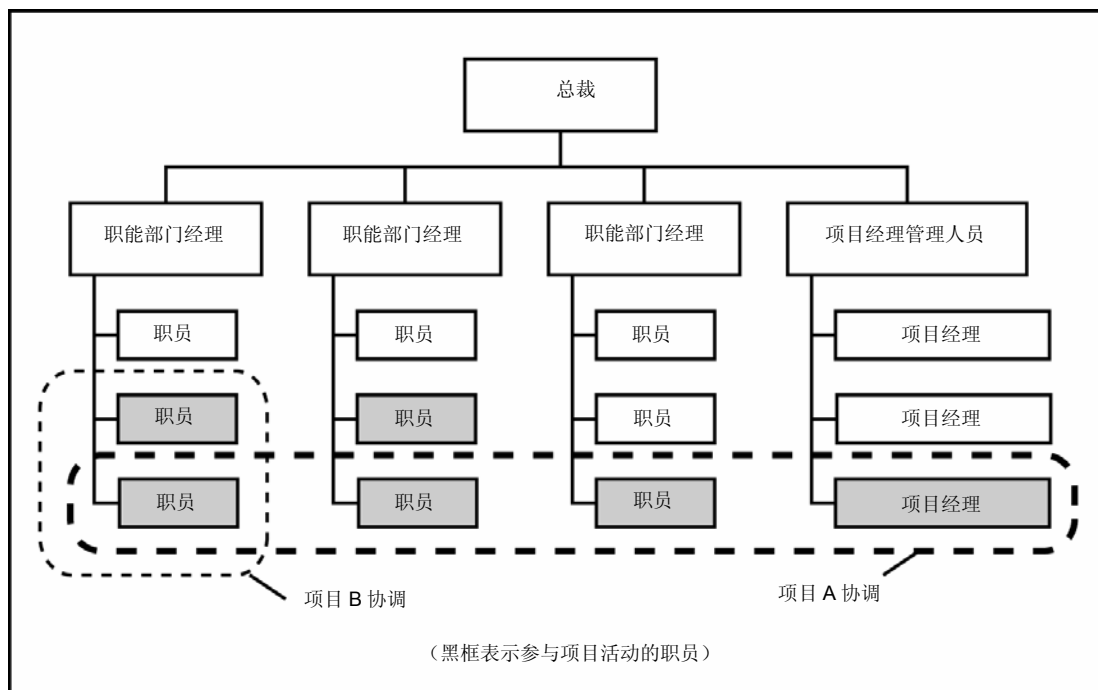 总裁
职能部门经理 职能部门经理 职能部门经理 项目经理管理人员
职员 职员 职员 项目经理
职员 职员 职员 项目经理
职员 职员 职员 项目经理
项目 B 协调 项目 A 协调
（黑框表示参与项目活动的职员）